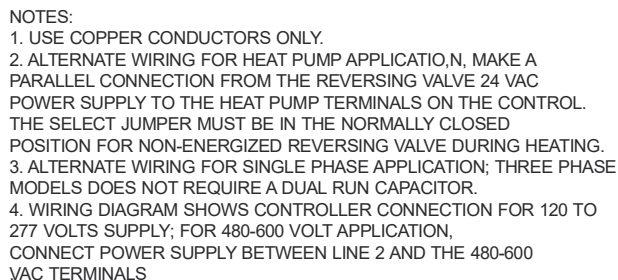 NOTES:
1. USE COPPER CONDUCTORS ONLY.
2. ALTERNATE WIRING FOR HEAT PUMP APPLICATIO,N, MAKE A
PARALLEL CONNECTION FROM THE REVERSING VALVE 24 VAC
POWER SUPPLY TO THE HEAT PUMP TERMINALS ON THE CONTROL.
THE SELECT JUMPER MUST BE IN THE NORMALLY CLOSED
POSITION FOR NON-ENERGIZED REVERSING VALVE DURING HEATING.
3. ALTERNATE WIRING FOR SINGLE PHASE APPLICATION; THREE PHASE
MODELS DOES NOT REQUIRE A DUAL RUN CAPACITOR.
4. WIRING DIAGRAM SHOWS CONTROLLER CONNECTION FOR 120 TO
277 VOLTS SUPPLY; FOR 480-600 VOLT APPLICATION,
CONNECT POWER SUPPLY BETWEEN LINE 2 AND THE 480-600
VAC TERMINALS